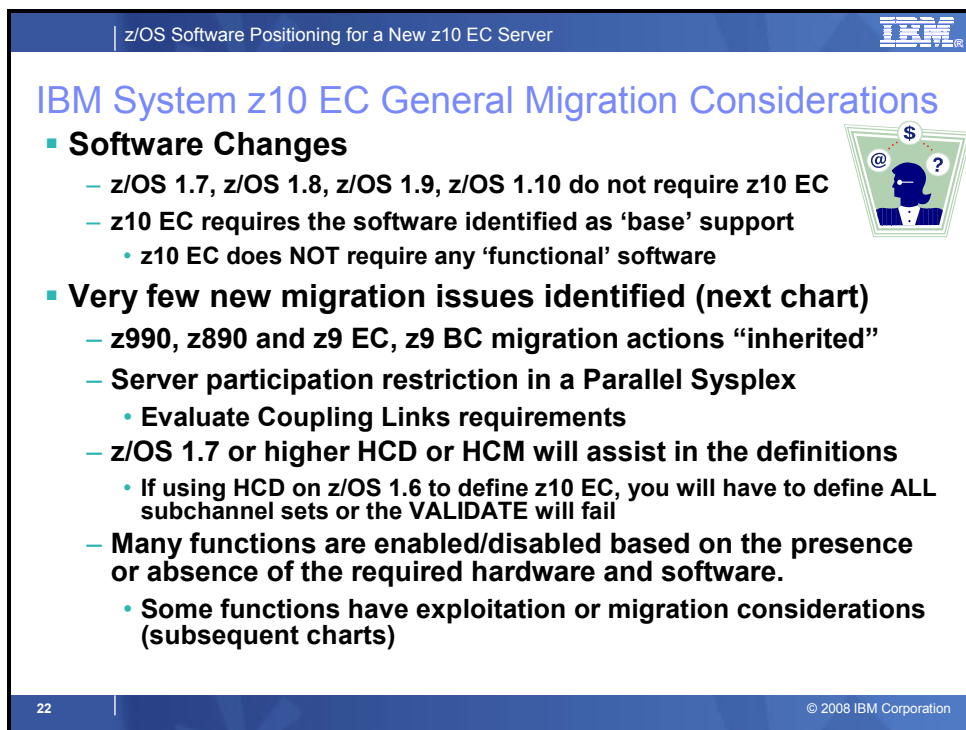 z/OS Software Positioning for a New z10 EC Server
IBM®
IBM System z10 EC General Migration Considerations
▪ Software Changes
– z/OS 1.7, z/OS 1.8, z/OS 1.9, z/OS 1.10 do not require z10 EC
– z10 EC requires the software identified as ‘base’ support
• z10 EC does NOT require any ‘functional’ software
@ $ ?
▪ Very few new migration issues identified (next chart)
– z990, z890 and z9 EC, z9 BC migration actions “inherited”
– Server participation restriction in a Parallel Sysplex
• Evaluate Coupling Links requirements
– z/OS 1.7 or higher HCD or HCM will assist in the definitions
• If using HCD on z/OS 1.6 to define z10 EC, you will have to define ALL
subchannel sets or the VALIDATE will fail
– Many functions are enabled/disabled based on the presence
or absence of the required hardware and software.
• Some functions have exploitation or migration considerations
(subsequent charts)
22
© 2008 IBM Corporation